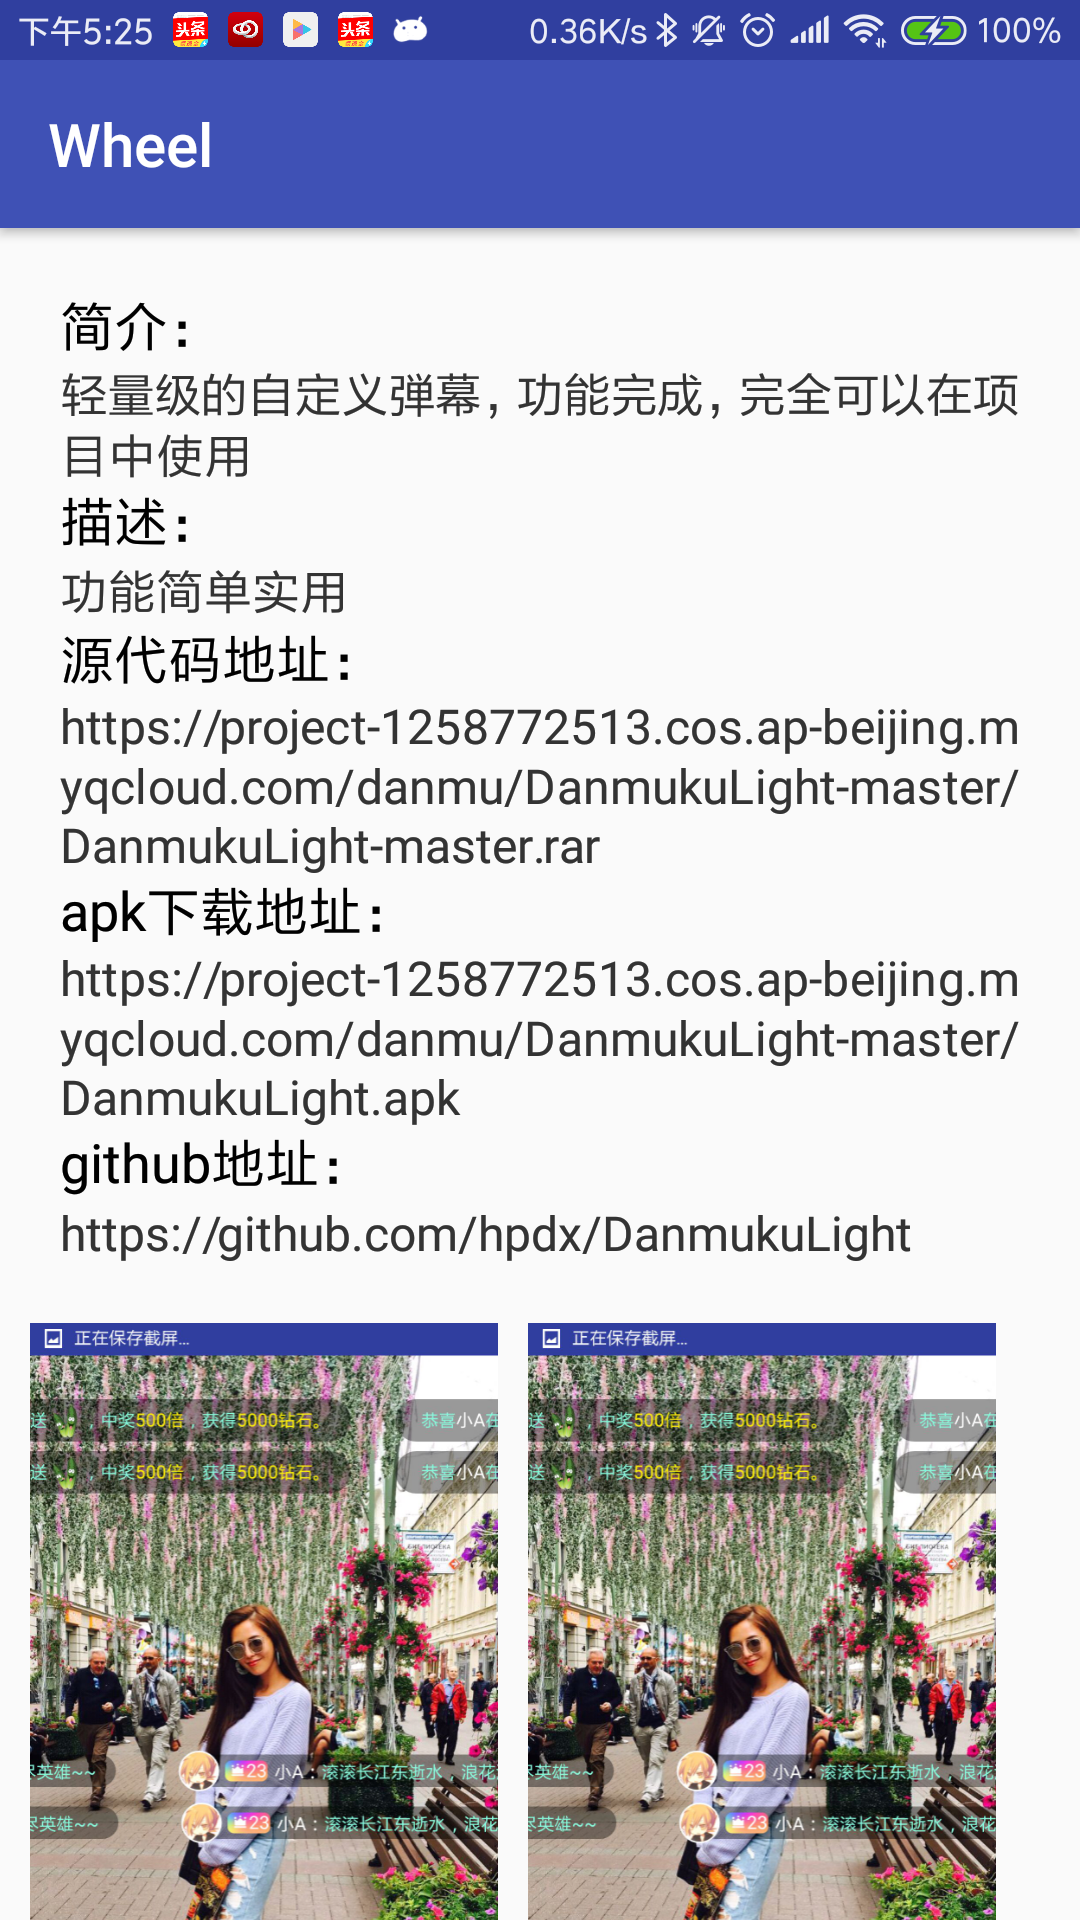 下午5:25 头条 头条 0.36K/s 100%
Wheel
简介：
轻量级的自定义弹幕，功能完成，完全可以在项
目中使用
描述：
功能简单实用
源代码地址：
https://project-1258772513.cos.ap-beijing.m
yqcloud.com/danmu/DanmukuLight-master/
DanmukuLight-master.rar
apk下载地址：
https://project-1258772513.cos.ap-beijing.m
yqcloud.com/danmu/DanmukuLight-master/
DanmukuLight.apk
github地址：
https://github.com/hpdx/DanmukuLight
正在保存截屏... 正在保存截屏...
送 ，中奖500倍，获得5000钻石。 恭喜小A在 送 ，中奖500倍，获得5000钻石。 恭喜小A在
送 ，中奖500倍，获得5000钻石。 恭喜小A在 送 ，中奖500倍，获得5000钻石。 恭喜小A在
英雄~~ 23 小A：滚滚长江东逝水，浪花 英雄~~ 23 小A：滚滚长江东逝水，浪花
英雄~~ 23 小A：滚滚长江东逝水，浪花 尽英雄~~ 23 小A：滚滚长江东逝水，浪花